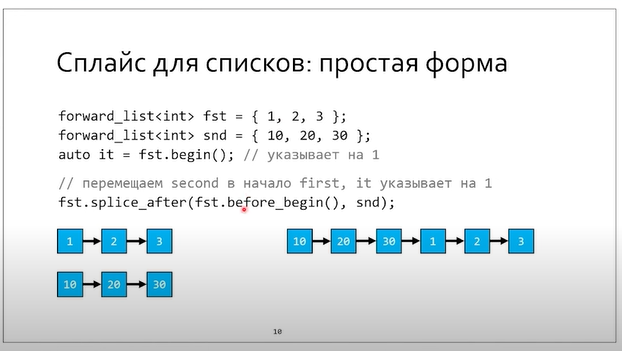 Сплайс для списков: простая форма
forward_list<int> fst = { 1, 2, 3 };
forward_list<int> snd = { 10, 20, 30 };
auto it = fst.begin(); // указывает на 1
// перемещаем second в начало first, it указывает на 1
fst.splice_after(fst.before_begin(), snd);
1 2 3
10 20 30 1 2 3
10 20 30
10